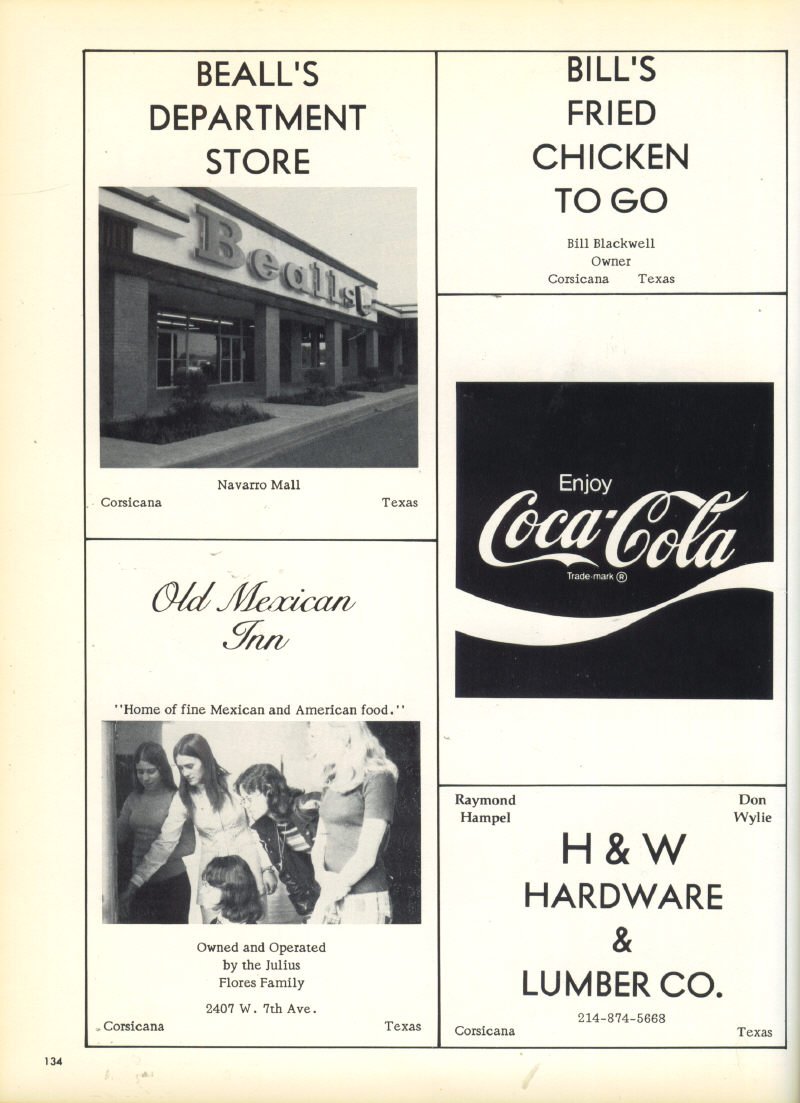 BEALL'S
DEPARTMENT
STORE
Bealls
Navarro Mall
Corsicana Texas
Old Mexican
Inn
''Home of fine Mexican and American food.''
Owned and Operated
by the Julius
Flores Family
2407 W. 7th Ave.
Corsicana Texas
BILL'S
FRIED
CHICKEN
TO GO
Bill Blackwell
Owner
Corsicana Texas
Enjoy
Coca-Cola
Trade-mark ®
Raymond Don
Hampel Wylie
H & W
HARDWARE
&
LUMBER CO.
214-874-5668
Corsicana Texas
134